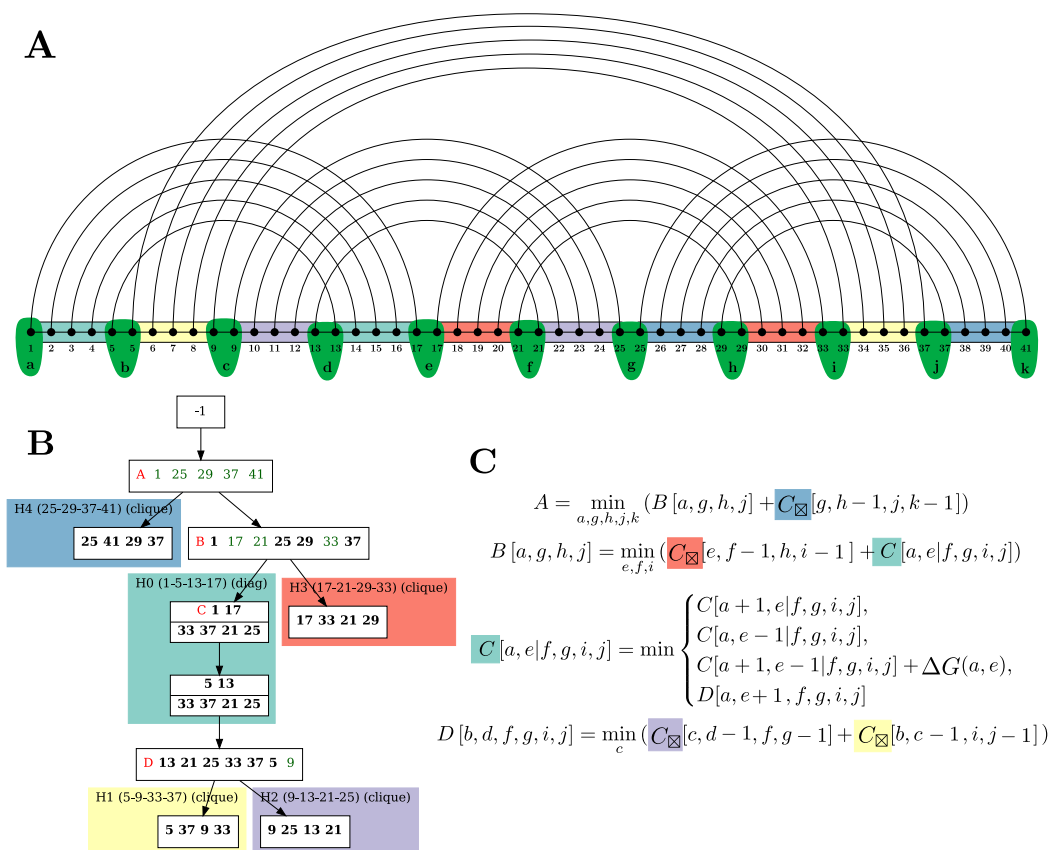 A
1 2 3 4 5 5 6 7 8 9 9 10 11 12 13 13 14 15 16 17 17 18 19 20 21 21 22 23 24 25 25 26 27 28 29 29 30 31 32 33 33 34 35 36 37 37 38 39 40 41
a b c d e f g h i j k
B
-1
A 1 25 29 37 41
H4 (25-29-37-41) (clique)
25 41 29 37
B 1 17 21 25 29 33 37
H0 (1-5-13-17) (diag)
C 1 17
33 37 21 25
H3 (17-21-29-33) (clique)
17 33 21 29
5 13
33 37 21 25
D 13 21 25 33 37 5 9
H1 (5-9-33-37) (clique)
5 37 9 33
H2 (9-13-21-25) (clique)
9 25 13 21
C
A = min_{a,g,h,j,k} (B [a, g, h, j] + C_⊠[g, h−1, j, k−1])
B [a, g, h, j] = min_{e,f,i} (C_⊠[e, f−1, h, i−1 ] + C [a, e|f, g, i, j])
C [a, e|f, g, i, j] = min {
C[a+1, e|f, g, i, j],
C[a, e−1|f, g, i, j],
C[a+1, e−1|f, g, i, j] + ΔG(a, e),
D[a, e+1, f, g, i, j]
D [b, d, f, g, i, j] = min_c ( C_⊠[c, d−1, f, g−1] + C_⊠[b, c−1, i, j−1] )